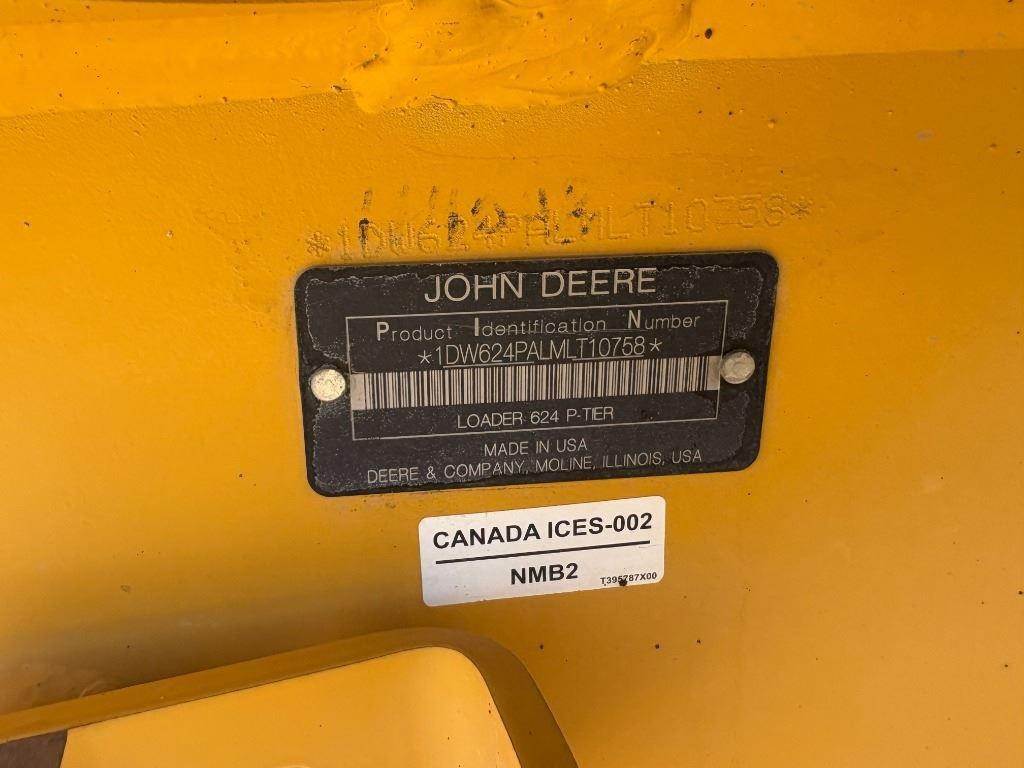 *1DW624PALMLT10758*
JOHN DEERE
Product Identification Number
*1DW624PALMLT10758*
LOADER 624 P-TIER
MADE IN USA
DEERE & COMPANY, MOLINE, ILLINOIS, USA
CANADA ICES-002
NMB2
T395787X00